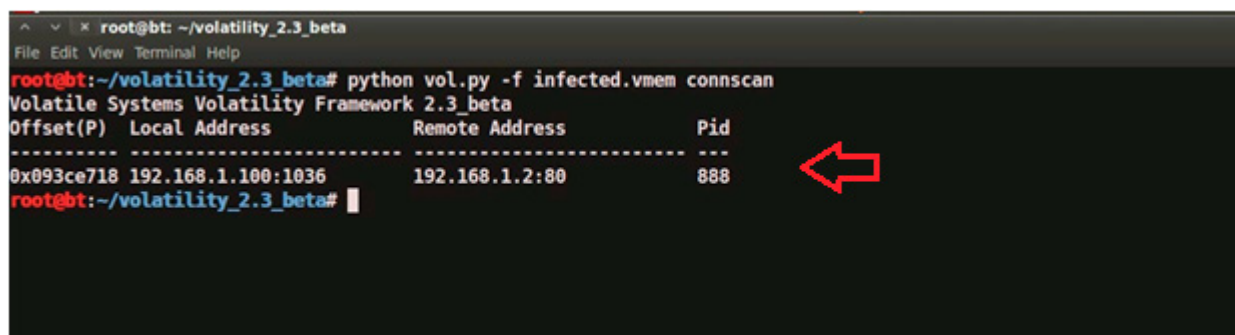 root@bt: ~/volatility_2.3_beta
File Edit View Terminal Help
root@bt:~/volatility_2.3_beta# python vol.py -f infected.vmem connscan
Volatile Systems Volatility Framework 2.3_beta
Offset(P)  Local Address             Remote Address            Pid
---------- ------------------------- ------------------------- ---
0x093ce718 192.168.1.100:1036        192.168.1.2:80            888
root@bt:~/volatility_2.3_beta#